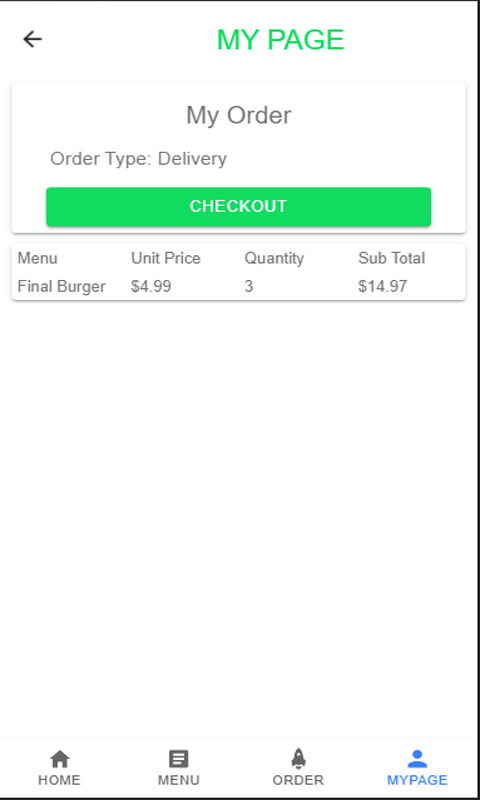 MY PAGE
My Order
Order Type: Delivery
CHECKOUT
Menu Unit Price Quantity Sub Total
Final Burger $4.99 3 $14.97
HOME MENU ORDER MYPAGE